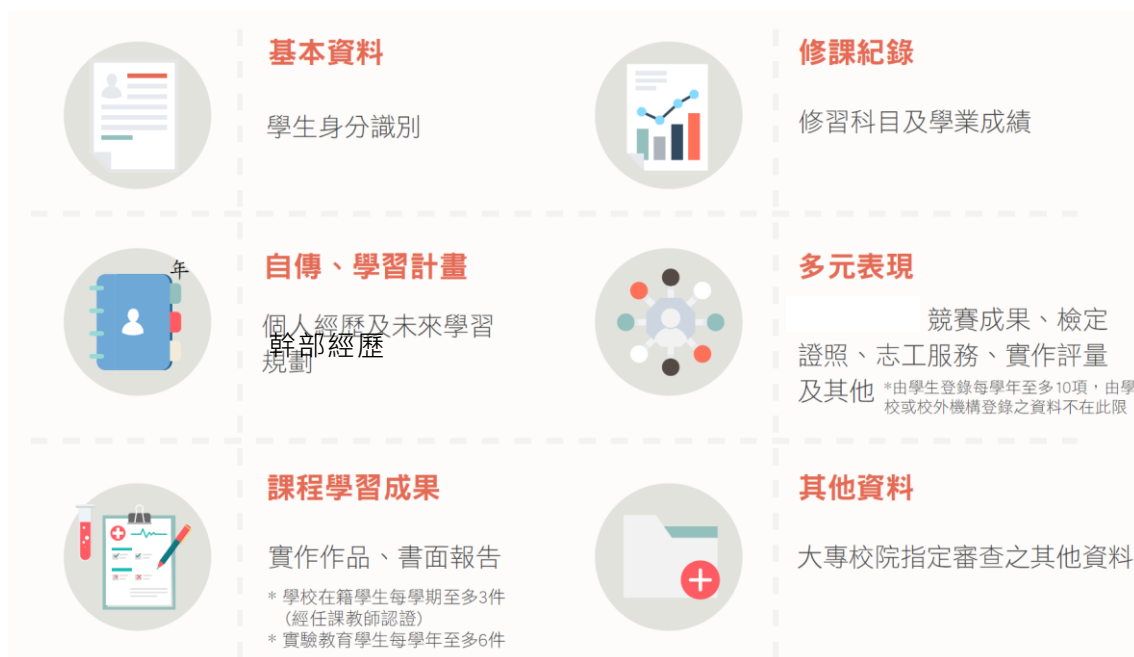 基本資料
學生身分識別
修課紀錄
修習科目及學業成績
年
自傳、學習計畫
個人經歷及未來學習
規劃
幹部經歷
多元表現
競賽成果、檢定
證照、志工服務、實作評量
及其他 *由學生登錄每學年至多10項，由學
校或校外機構登錄之資料不在此限
課程學習成果
實作作品、書面報告
* 學校在籍學生每學期至多3件
（經任課教師認證）
* 實驗教育學生每學年至多6件
其他資料
大專校院指定審查之其他資料